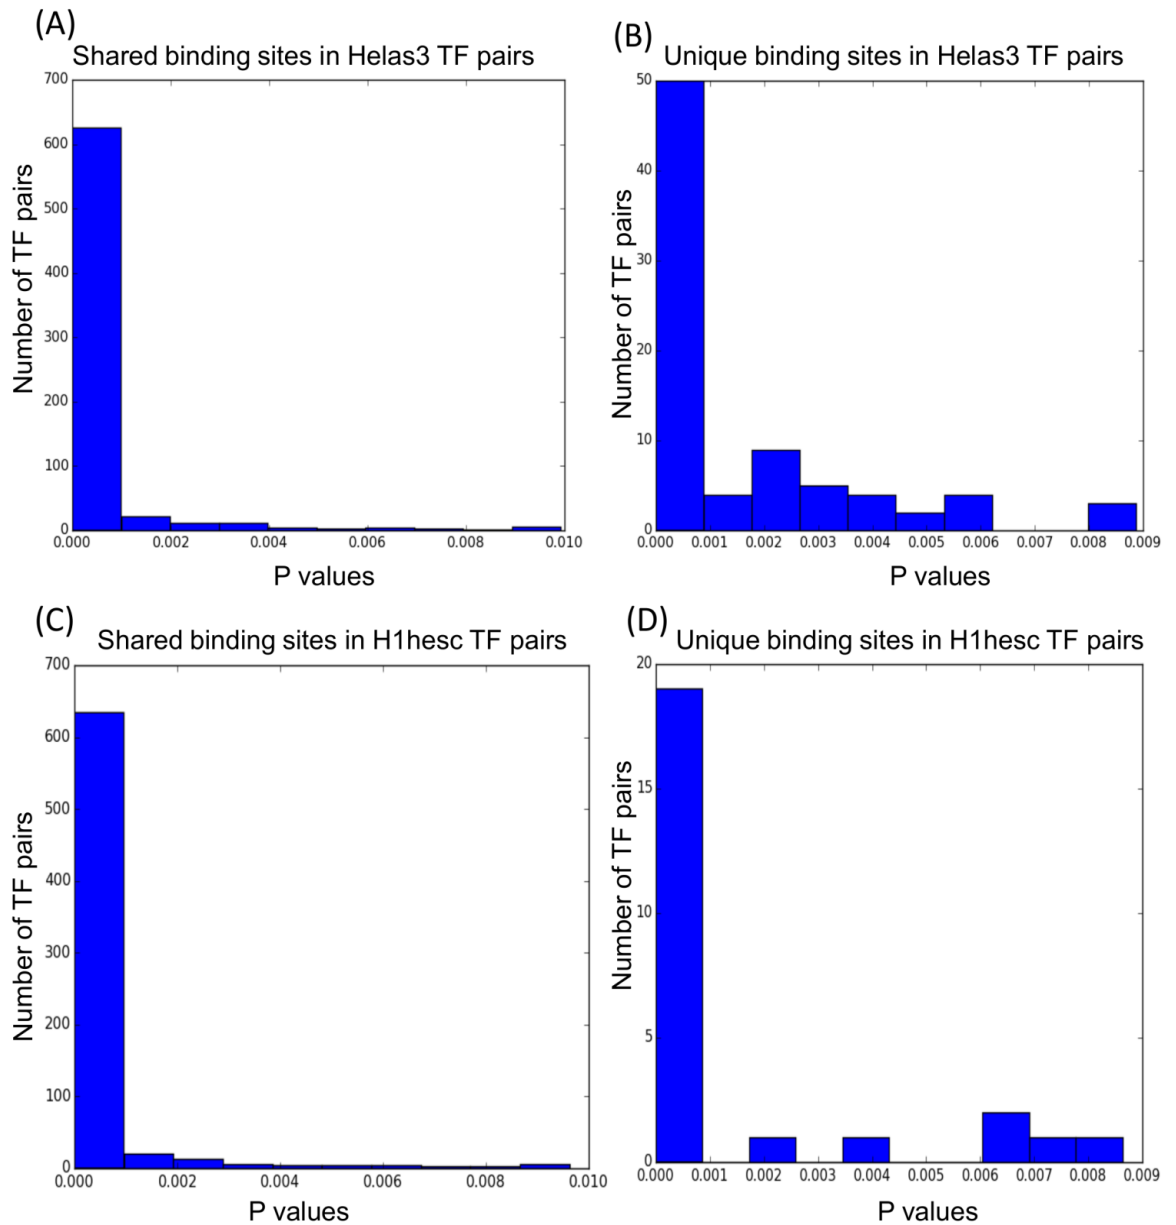 (A)
Shared binding sites in Helas3 TF pairs
700
600
500
400
300
200
100
0
Number of TF pairs
0.000 0.002 0.004 0.006 0.008 0.010
P values
(B)
Unique binding sites in Helas3 TF pairs
50
40
30
20
10
0
Number of TF pairs
0.000 0.001 0.002 0.003 0.004 0.005 0.006 0.007 0.008 0.009
P values
(C)
Shared binding sites in H1hesc TF pairs
700
600
500
400
300
200
100
0
Number of TF pairs
0.000 0.002 0.004 0.006 0.008 0.010
P values
(D)
Unique binding sites in H1hesc TF pairs
20
15
10
5
0
Number of TF pairs
0.000 0.001 0.002 0.003 0.004 0.005 0.006 0.007 0.008 0.009
P values